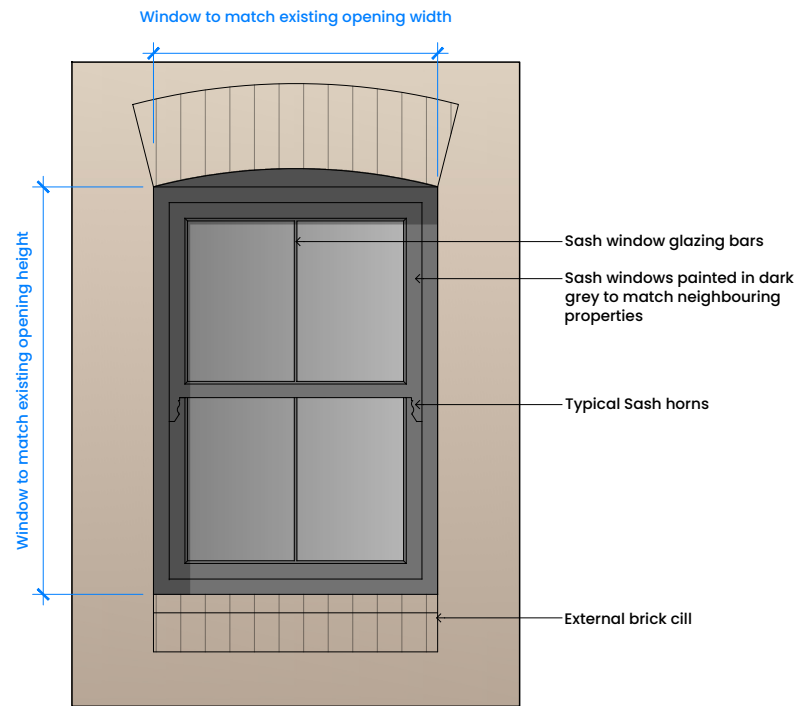 Window to match existing opening width
Window to match existing opening height
Sash window glazing bars
Sash windows painted in dark
grey to match neighbouring
properties
Typical Sash horns
External brick cill